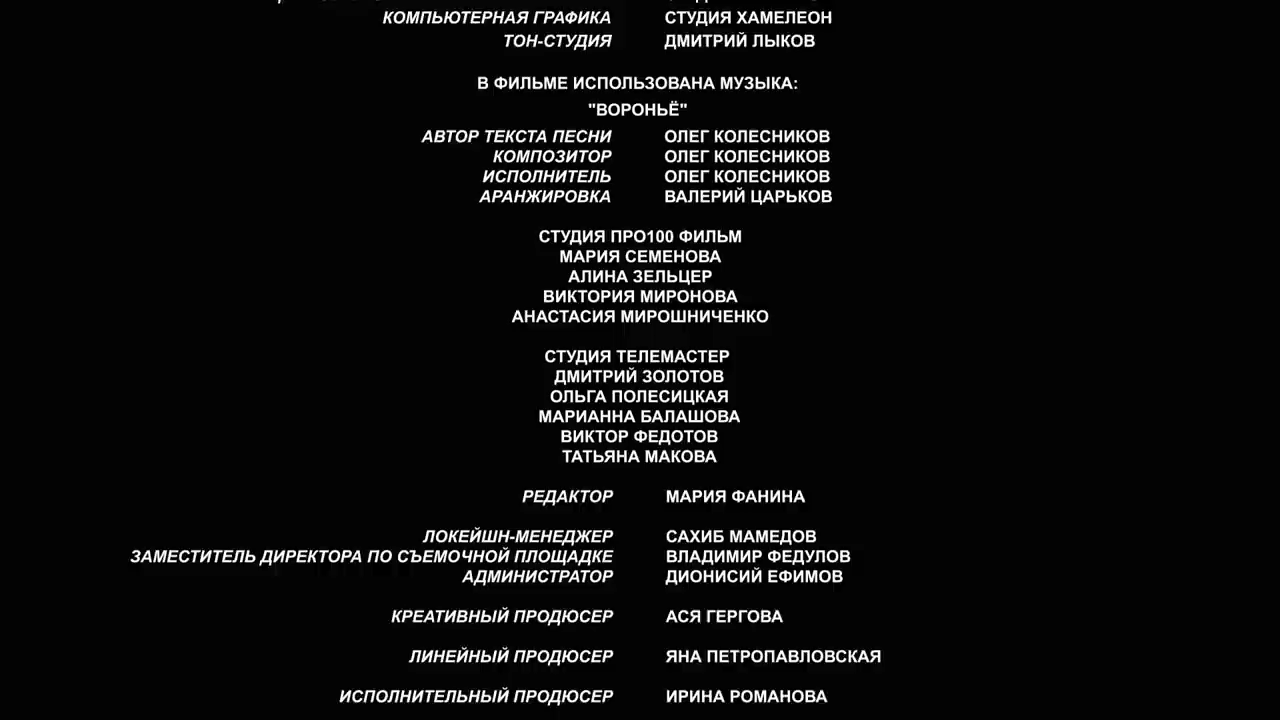 КОМПЬЮТЕРНАЯ ГРАФИКА СТУДИЯ ХАМЕЛЕОН
ТОН-СТУДИЯ ДМИТРИЙ ЛЫКОВ
В ФИЛЬМЕ ИСПОЛЬЗОВАНА МУЗЫКА:
"ВОРОНЬЁ"
АВТОР ТЕКСТА ПЕСНИ ОЛЕГ КОЛЕСНИКОВ
КОМПОЗИТОР ОЛЕГ КОЛЕСНИКОВ
ИСПОЛНИТЕЛЬ ОЛЕГ КОЛЕСНИКОВ
АРАНЖИРОВКА ВАЛЕРИЙ ЦАРЬКОВ
СТУДИЯ ПРО100 ФИЛЬМ
МАРИЯ СЕМЕНОВА
АЛИНА ЗЕЛЬЦЕР
ВИКТОРИЯ МИРОНОВА
АНАСТАСИЯ МИРОШНИЧЕНКО
СТУДИЯ ТЕЛЕМАСТЕР
ДМИТРИЙ ЗОЛОТОВ
ОЛЬГА ПОЛЕСИЦКАЯ
МАРИАННА БАЛАШОВА
ВИКТОР ФЕДОТОВ
ТАТЬЯНА МАКОВА
РЕДАКТОР МАРИЯ ФАНИНА
ЛОКЕЙШН-МЕНЕДЖЕР САХИБ МАМЕДОВ
ЗАМЕСТИТЕЛЬ ДИРЕКТОРА ПО СЪЕМОЧНОЙ ПЛОЩАДКЕ ВЛАДИМИР ФЕДУЛОВ
АДМИНИСТРАТОР ДИОНИСИЙ ЕФИМОВ
КРЕАТИВНЫЙ ПРОДЮСЕР АСЯ ГЕРГОВА
ЛИНЕЙНЫЙ ПРОДЮСЕР ЯНА ПЕТРОПАВЛОВСКАЯ
ИСПОЛНИТЕЛЬНЫЙ ПРОДЮСЕР ИРИНА РОМАНОВА